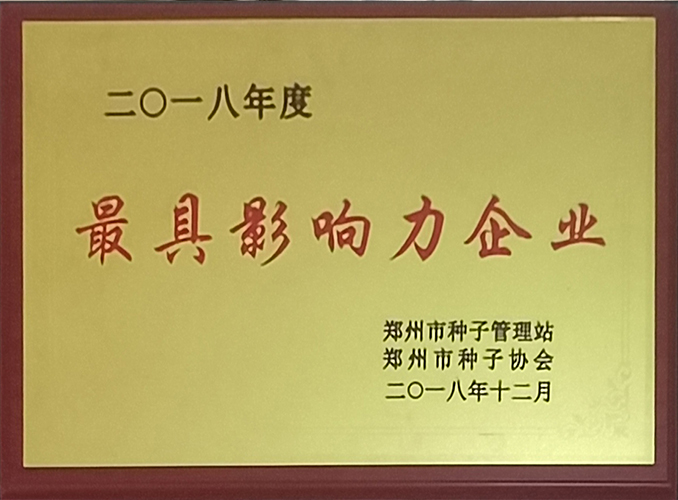 二〇一八年度
最具影响力企业
郑州市种子管理站
郑州市种子协会
二〇一八年十二月